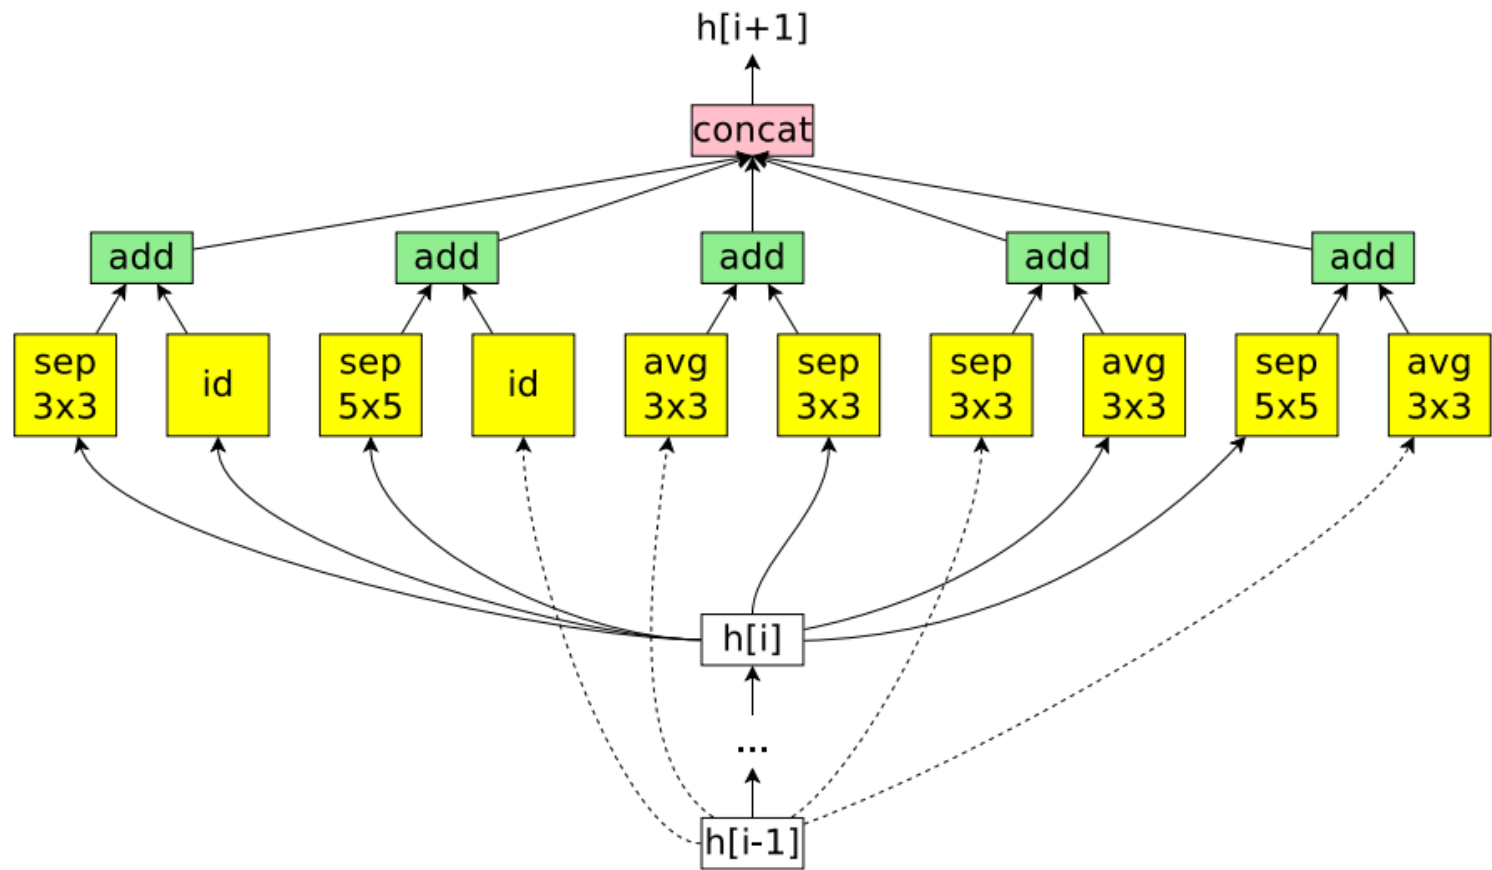 h[i+1]
concat
add
add
add
add
add
sep
3x3
id
sep
5x5
id
avg
3x3
sep
3x3
sep
3x3
avg
3x3
sep
5x5
avg
3x3
h[i]
...
h[i-1]